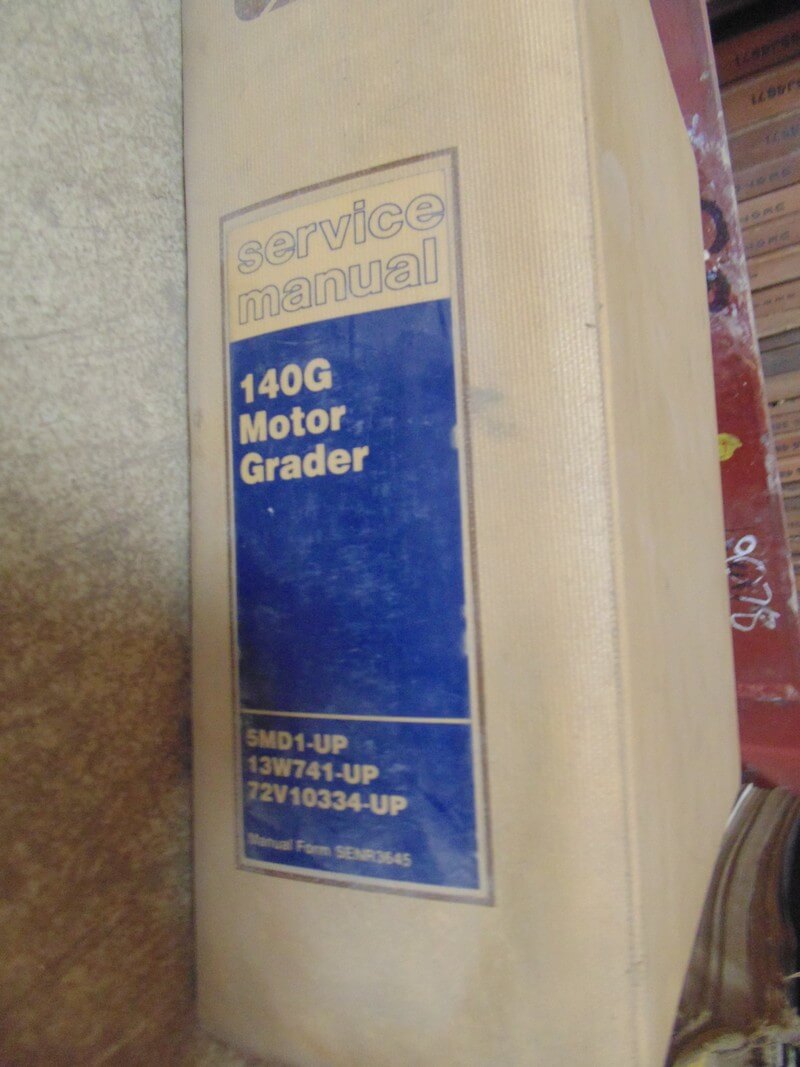 service
manual
140G
Motor
Grader
5MD1-UP
13W741-UP
72V10334-UP
Manual Form SENR3645